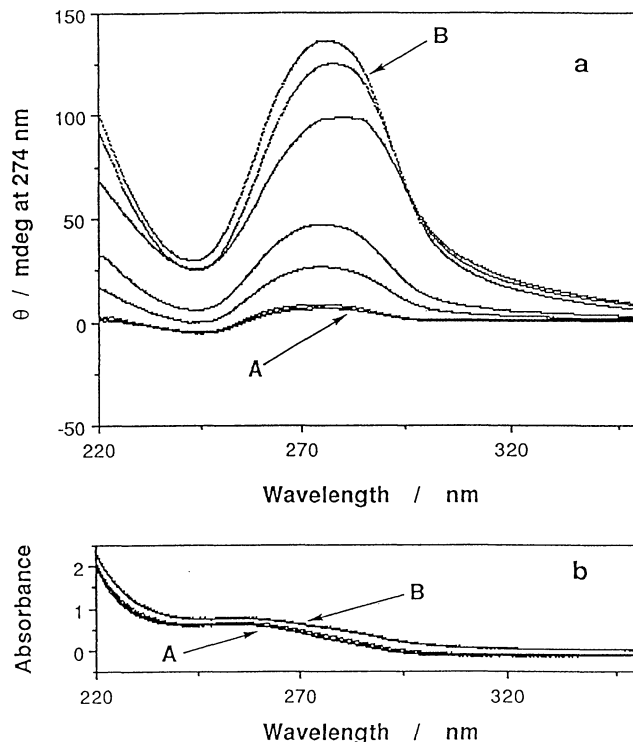 150
B
a
100
50
0
A
-50
220
270
320
θ / mdeg at 274 nm
Wavelength / nm
b
2
B
1
A
0
220
270
320
Absorbance
Wavelength / nm